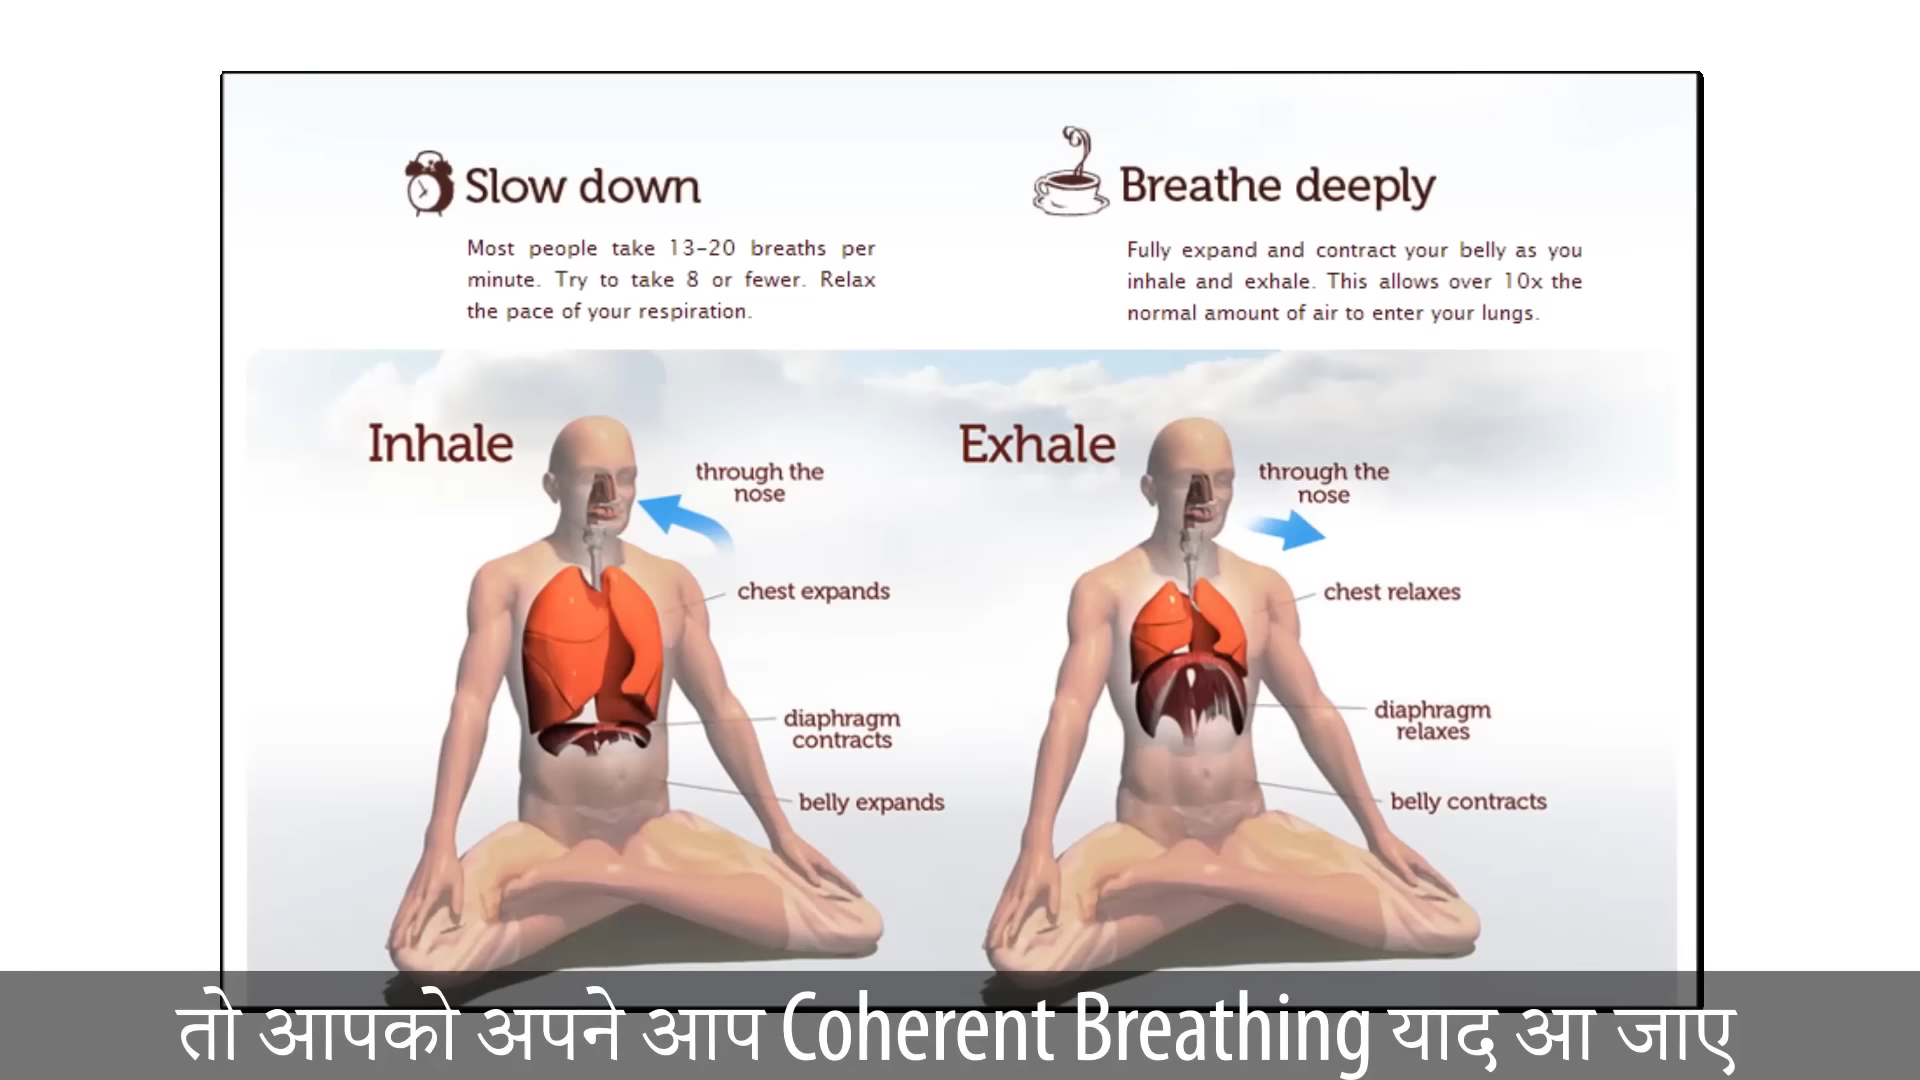 Slow down
Most people take 13–20 breaths per
minute. Try to take 8 or fewer. Relax
the pace of your respiration.
Breathe deeply
Fully expand and contract your belly as you
inhale and exhale. This allows over 10x the
normal amount of air to enter your lungs.
Inhale
through the
nose
chest expands
diaphragm
contracts
belly expands
Exhale
through the
nose
chest relaxes
diaphragm
relaxes
belly contracts
तो आपको अपने आप Coherent Breathing याद आ जाए